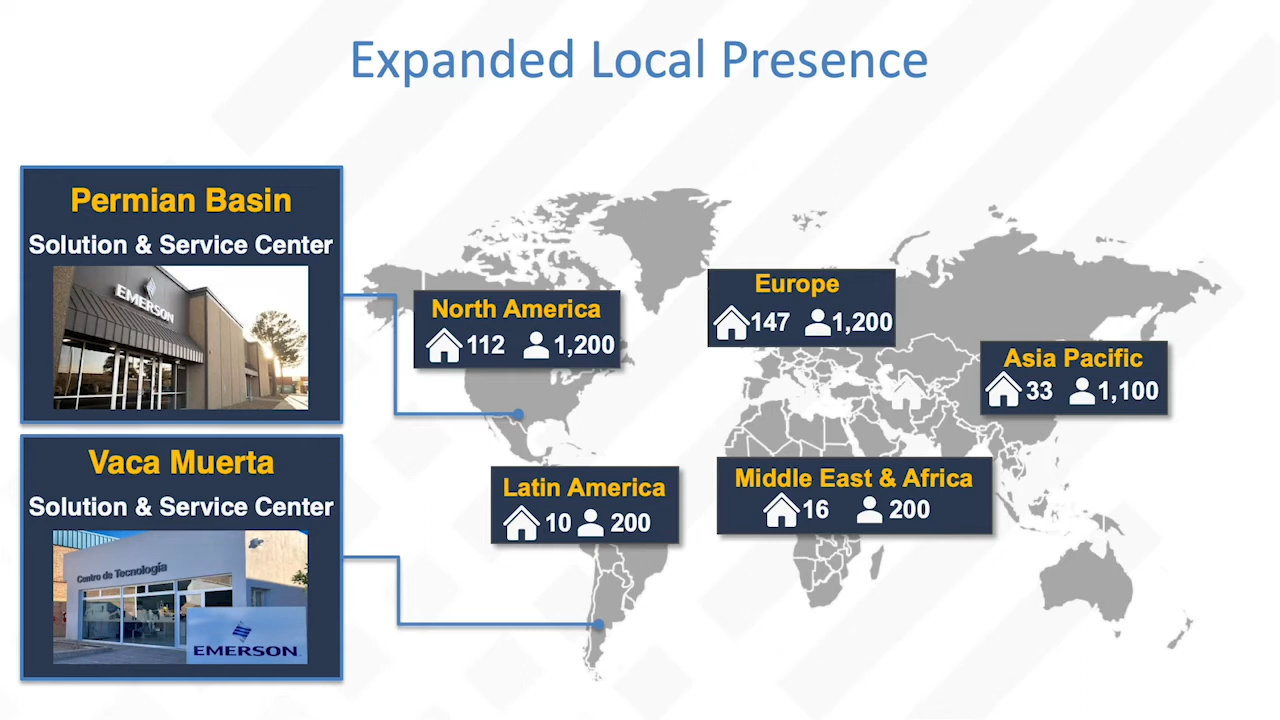 Expanded Local Presence
Permian Basin
Solution & Service Center
EMERSON
Vaca Muerta
Solution & Service Center
Centro de Tecnología
EMERSON
North America
112 1,200
Europe
147 1,200
Asia Pacific
33 1,100
Latin America
10 200
Middle East & Africa
16 200